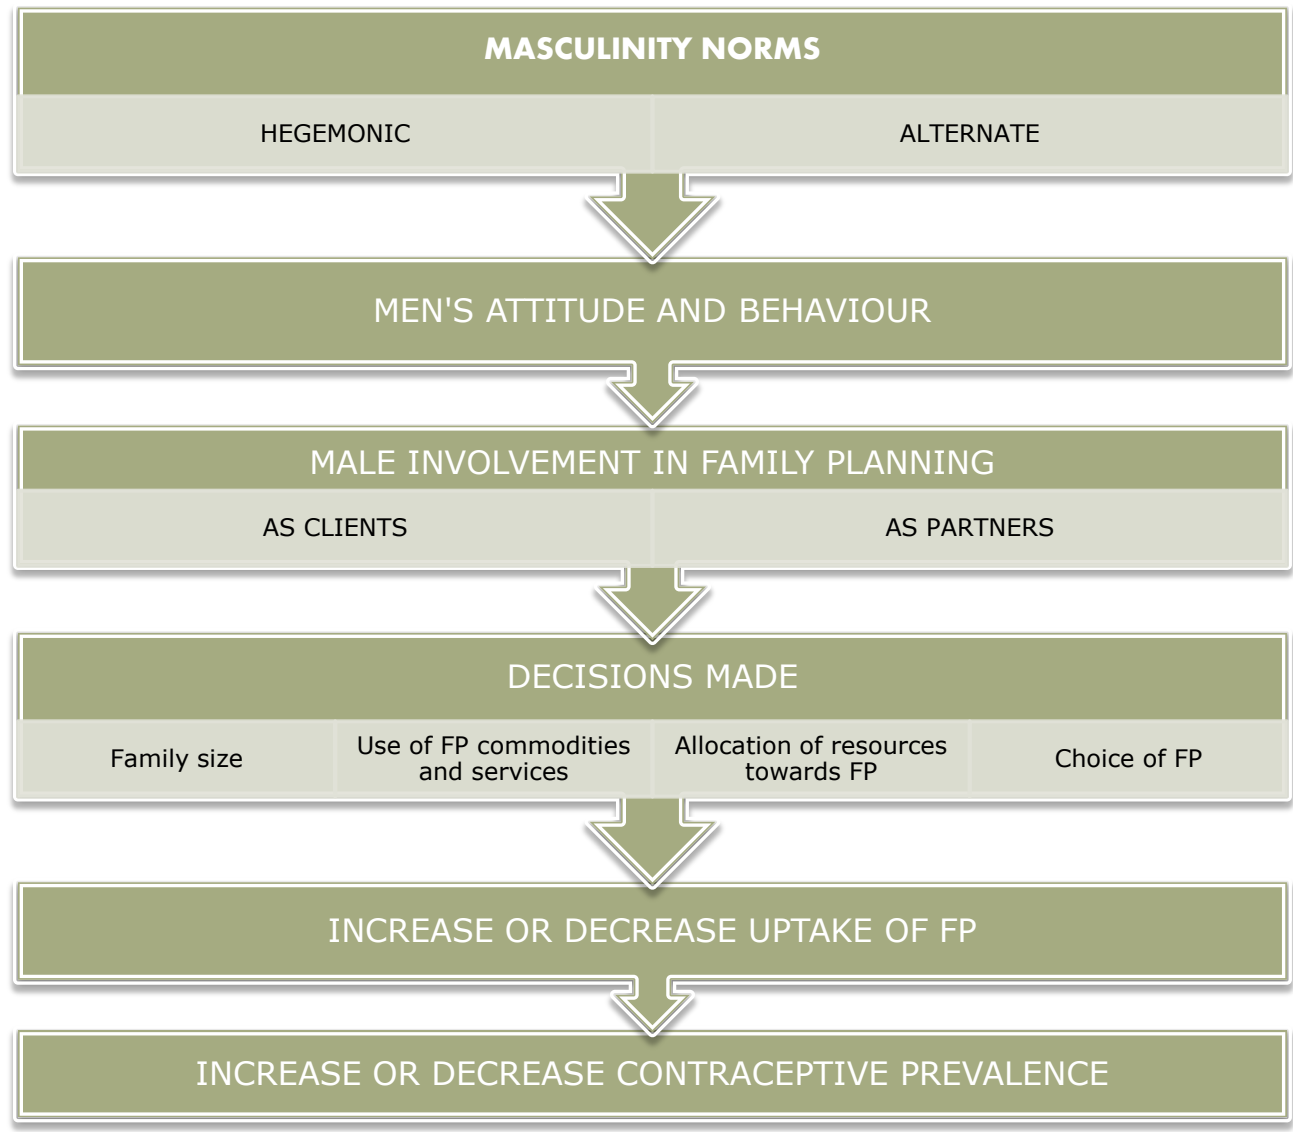 MASCULINITY NORMS
HEGEMONIC
ALTERNATE
MEN'S ATTITUDE AND BEHAVIOUR
MALE INVOLVEMENT IN FAMILY PLANNING
AS CLIENTS
AS PARTNERS
DECISIONS MADE
Family size
Use of FP commodities
and services
Allocation of resources
towards FP
Choice of FP
INCREASE OR DECREASE UPTAKE OF FP
INCREASE OR DECREASE CONTRACEPTIVE PREVALENCE